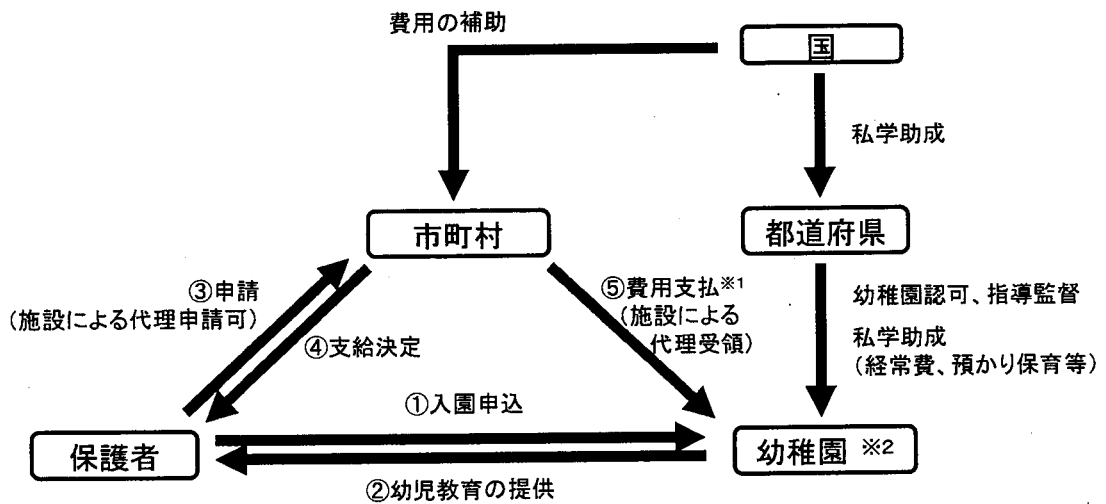 費用の補助
国
私学助成
市町村
都道府県
③申請
(施設による代理申請可)
④支給決定
⑤費用支払※1
(施設による
代理受領)
幼稚園認可、指導監督
私学助成
(経常費、預かり保育等)
①入園申込
保護者
幼稚園 ※2
②幼児教育の提供